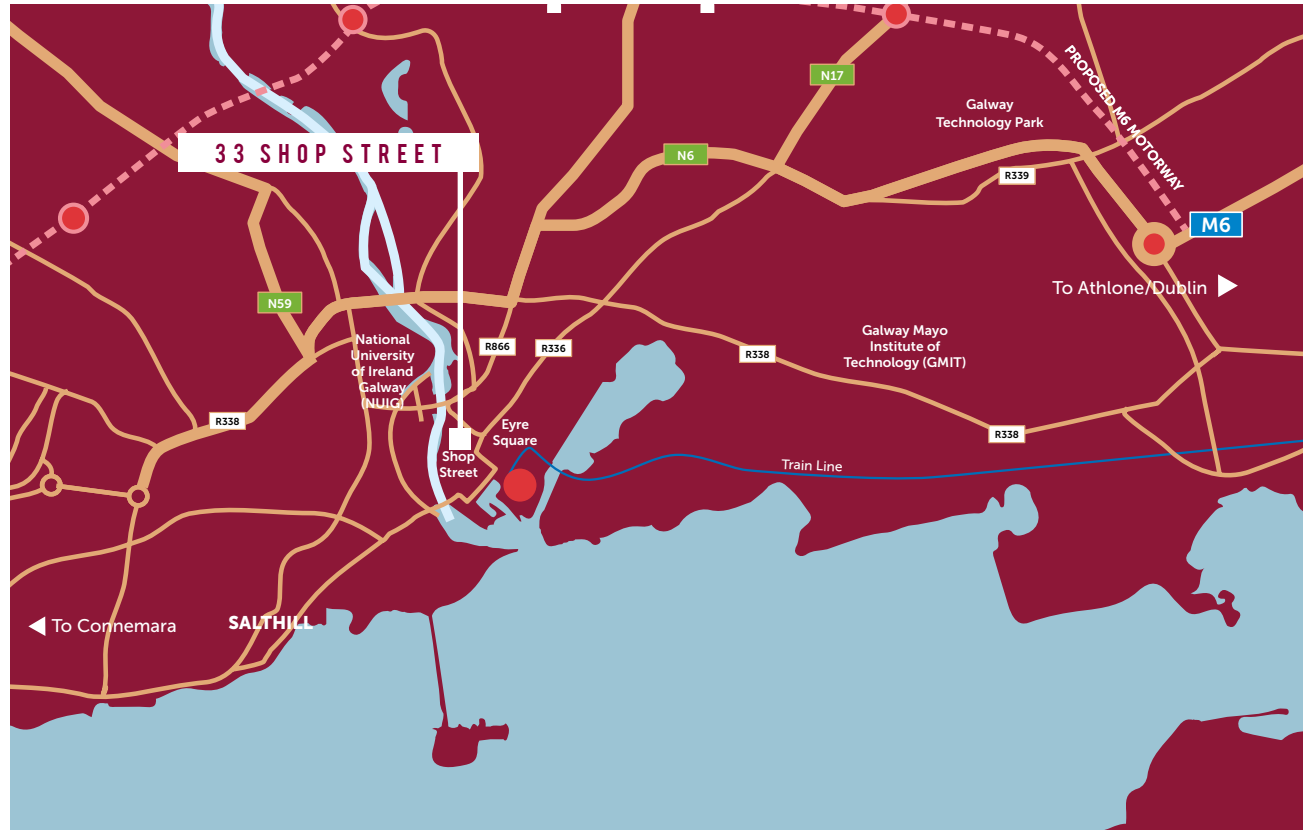 N17
Galway
Technology Park
PROPOSED M6 MOTORWAY
33 SHOP STREET
N6
R339
M6
To Athlone/Dublin
N59
National
University
of Ireland
Galway
(NUIG)
R866
R336
R338
Galway Mayo
Institute of
Technology (GMIT)
R338
Eyre
Square
R338
Shop
Street
Train Line
To Connemara
SALTHILL